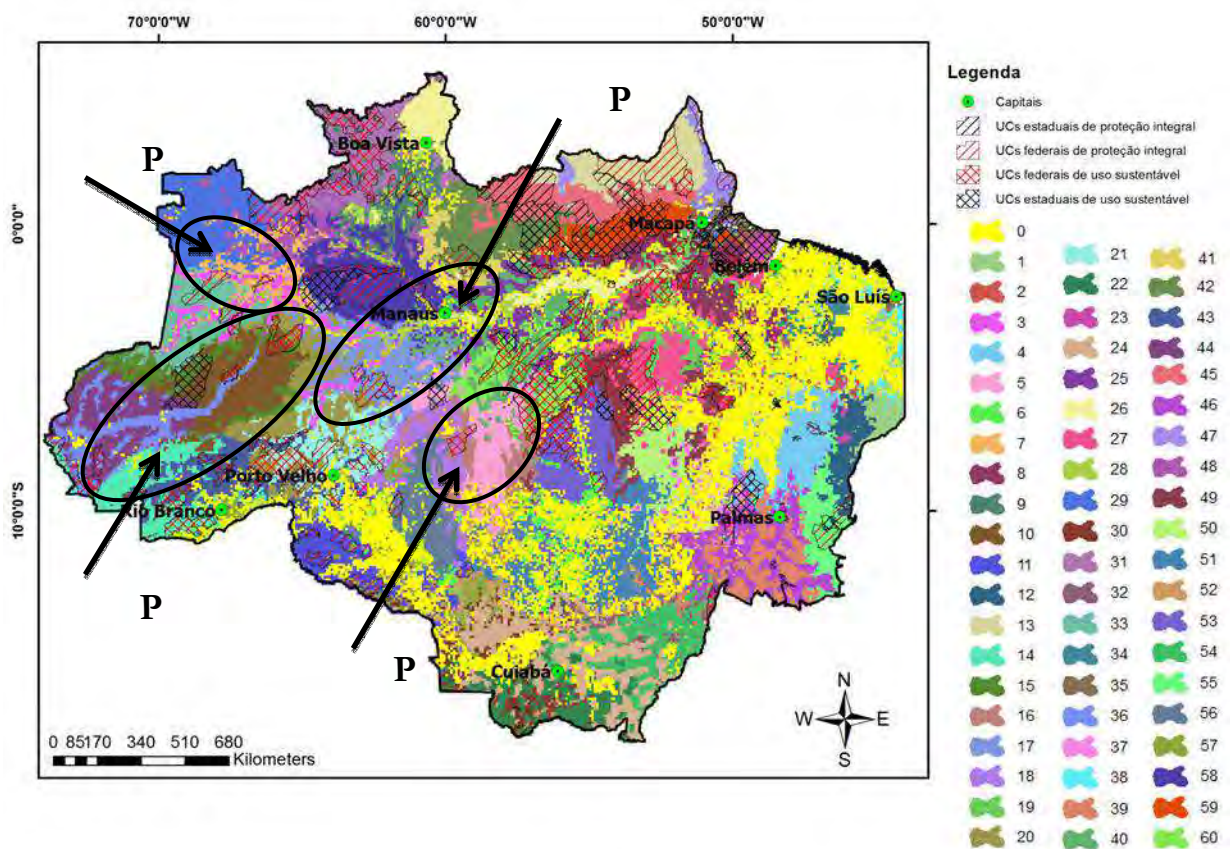 70°0'0"W 60°0'0"W 50°0'0"W
0°0'0"
10°0'0"S
P
P
P
P
Boa Vista
Macapá
Belém
São Luís
Manaus
Porto Velho
Rio Branco
Palmas
Cuiabá
N
W E
S
0 85170 340 510 680
Kilometers
Legenda
Capitais
UCs estaduais de proteção integral
UCs federais de proteção integral
UCs federais de uso sustentável
UCs estaduais de uso sustentável
0
1
2
3
4
5
6
7
8
9
10
11
12
13
14
15
16
17
18
19
20
21
22
23
24
25
26
27
28
29
30
31
32
33
34
35
36
37
38
39
40
41
42
43
44
45
46
47
48
49
50
51
52
53
54
55
56
57
58
59
60